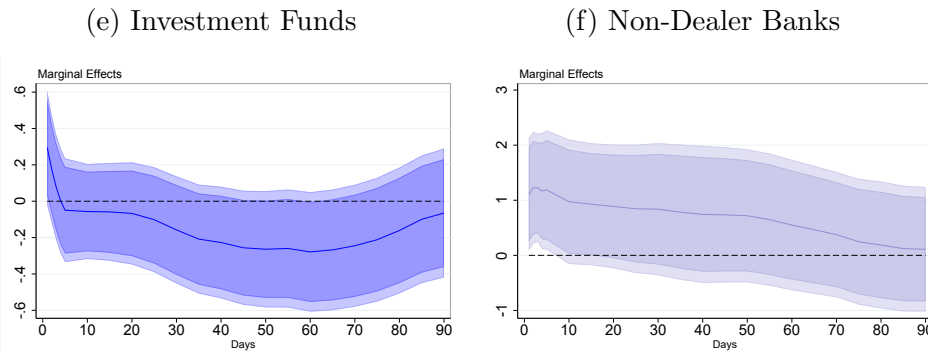 (e) Investment Funds
Marginal Effects
.6
.4
.2
0
-.2
-.4
-.6
0 10 20 30 40 50 60 70 80 90
Days
(f) Non-Dealer Banks
Marginal Effects
3
2
1
0
-1
0 10 20 30 40 50 60 70 80 90
Days